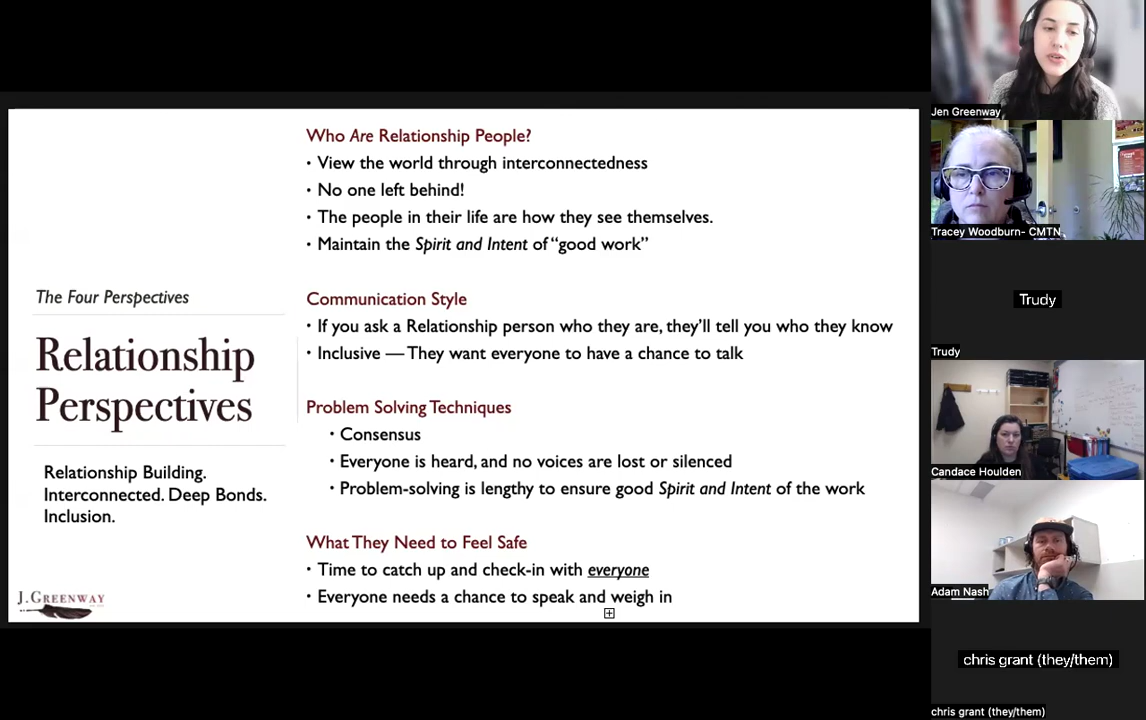 Who Are Relationship People?
• View the world through interconnectedness
• No one left behind!
• The people in their life are how they see themselves.
• Maintain the Spirit and Intent of “good work”
The Four Perspectives
Relationship
Perspectives
Relationship Building.
Interconnected. Deep Bonds.
Inclusion.
Communication Style
• If you ask a Relationship person who they are, they’ll tell you who they know
• Inclusive — They want everyone to have a chance to talk
Problem Solving Techniques
• Consensus
• Everyone is heard, and no voices are lost or silenced
• Problem-solving is lengthy to ensure good Spirit and Intent of the work
What They Need to Feel Safe
• Time to catch up and check-in with everyone
• Everyone needs a chance to speak and weigh in
J. Greenway
Jen Greenway
Tracey Woodburn- CMTN
Trudy
Trudy
Candace Houlden
Adam Nash
chris grant (they/them)
chris grant (they/them)